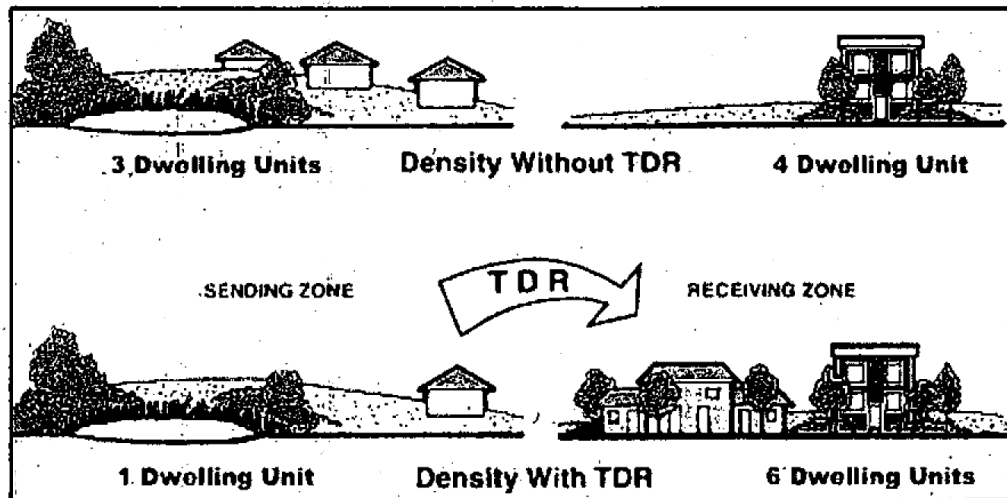 3 Dwelling Units Density Without TDR 4 Dwelling Unit
SENDING ZONE TDR RECEIVING ZONE
1 Dwelling Unit Density With TDR 6 Dwelling Units